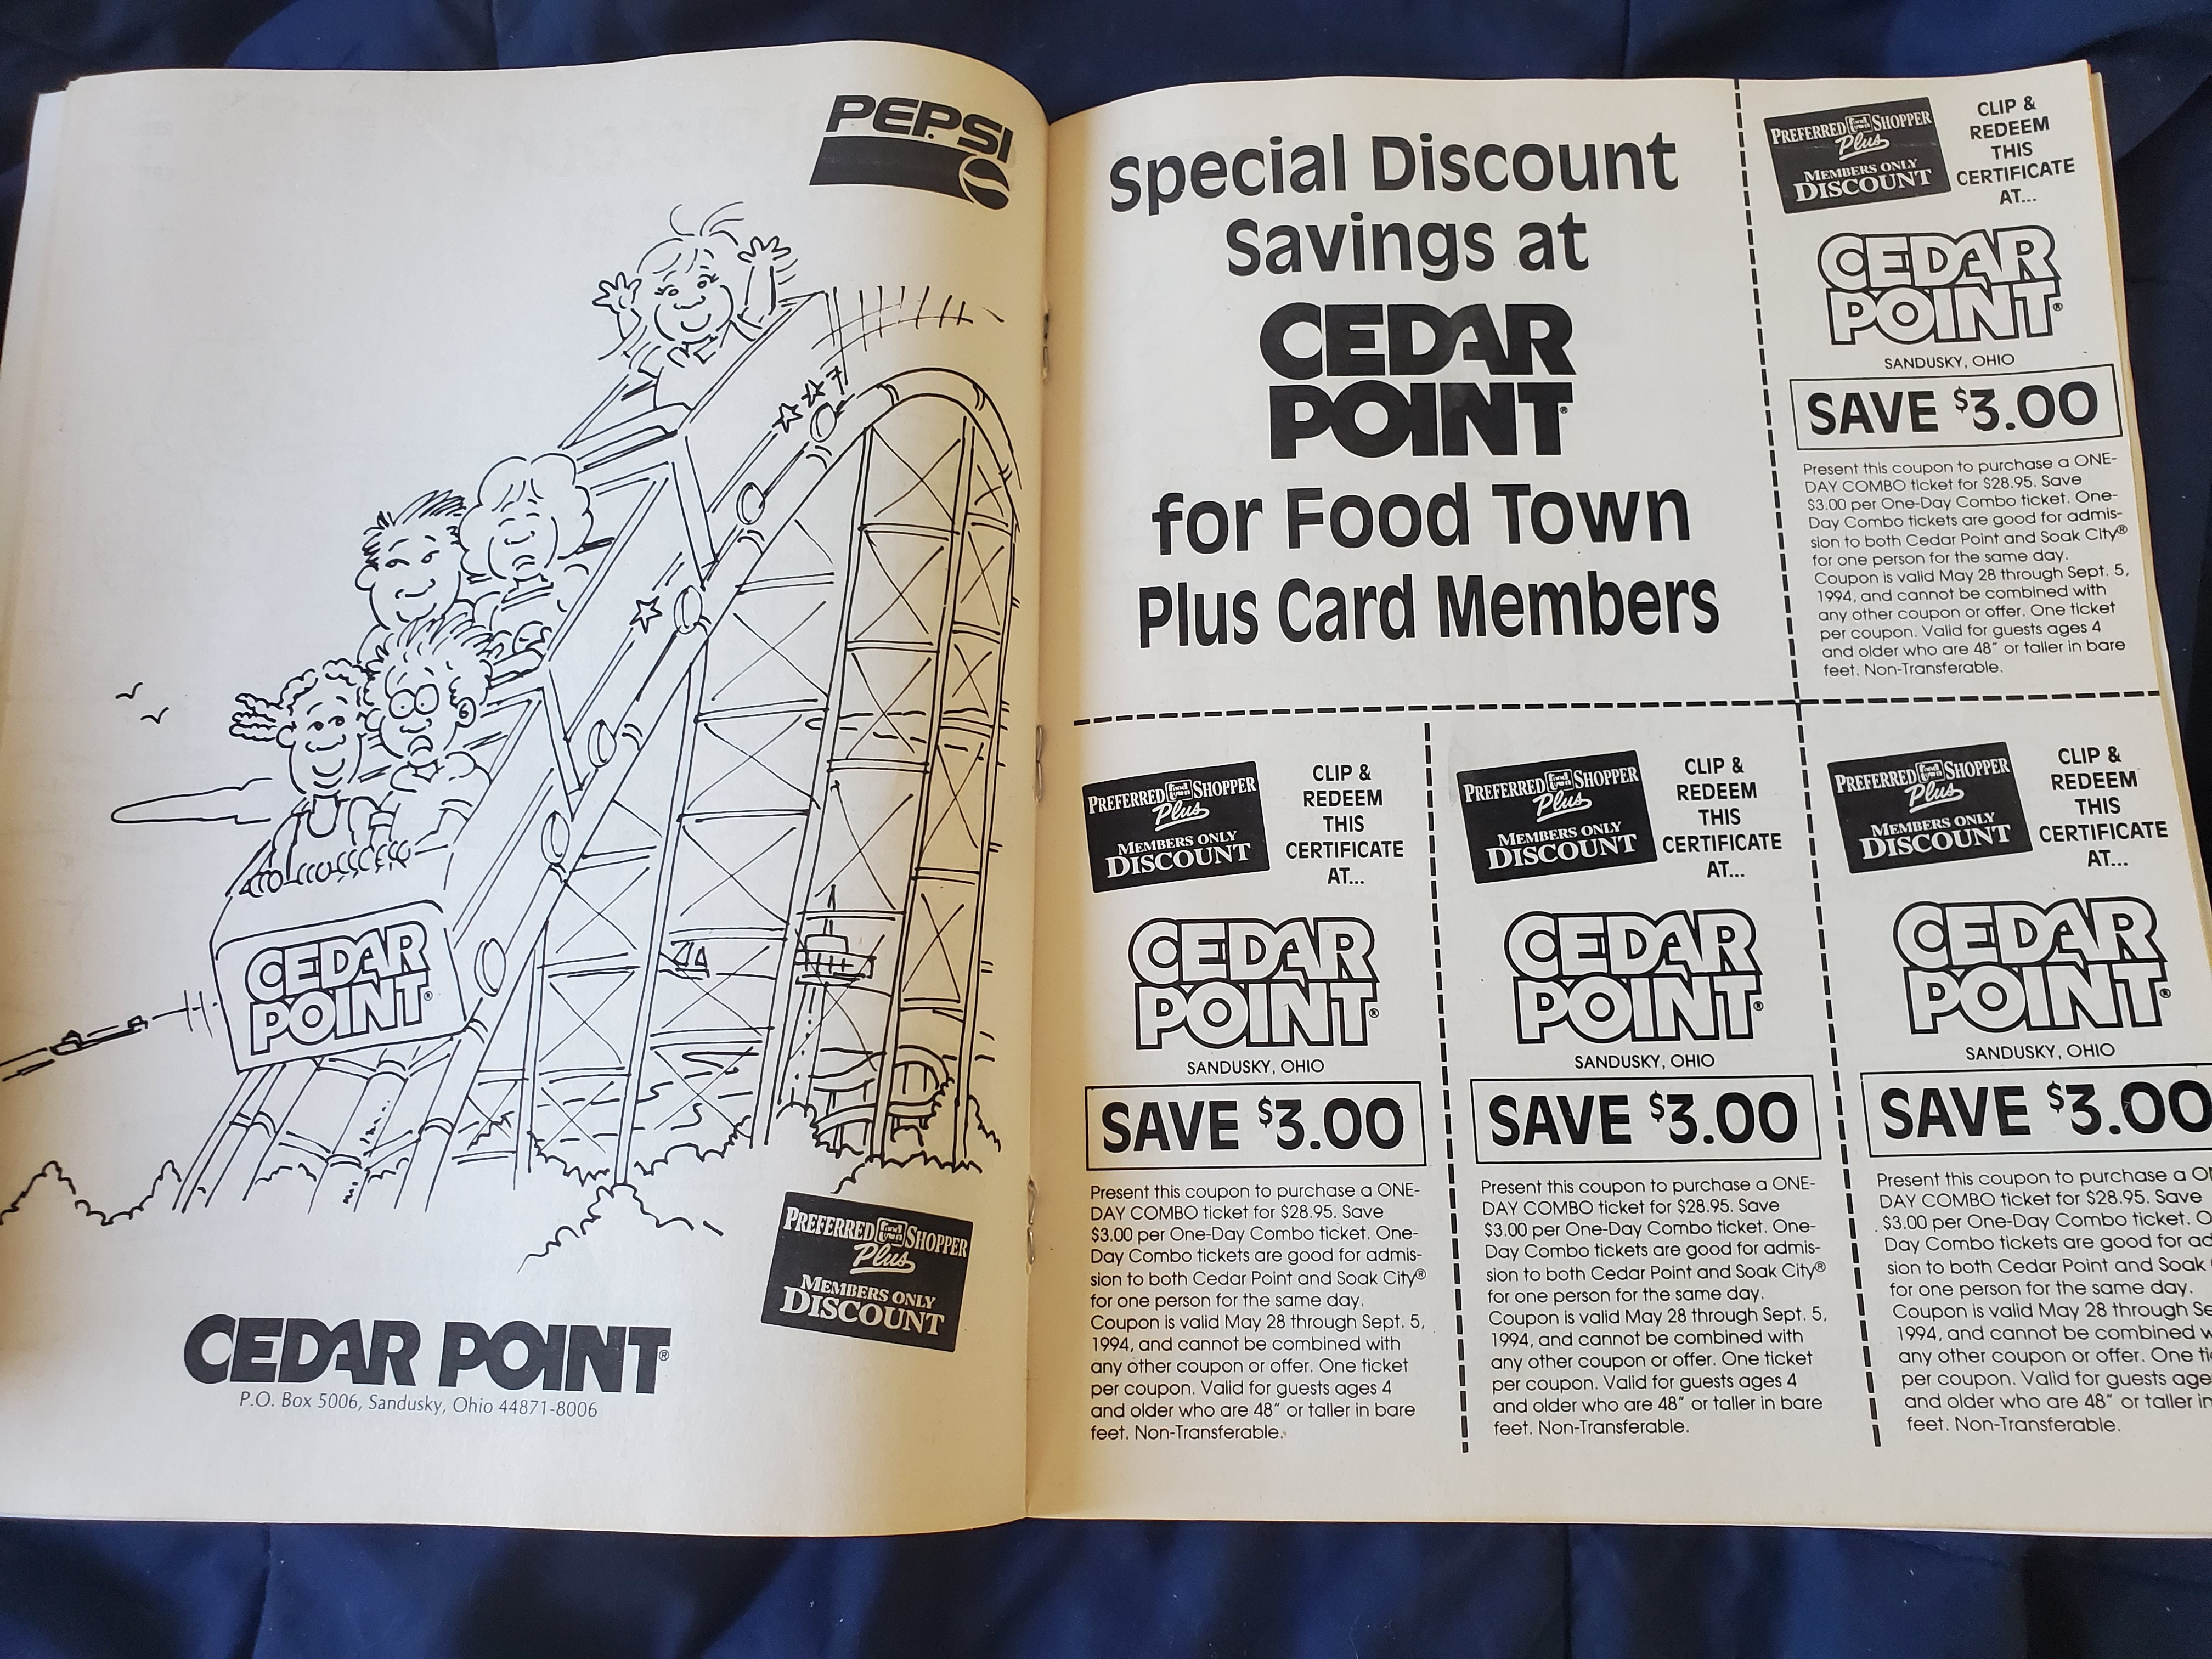 PEPSI
CEDAR
POINT®
PREFERRED food town SHOPPER
Plus
MEMBERS ONLY
DISCOUNT
CEDAR POINT®
P.O. Box 5006, Sandusky, Ohio 44871-8006
Special Discount
Savings at
CEDAR
POINT®
for Food Town
Plus Card Members
PREFERRED food town SHOPPER
Plus
MEMBERS ONLY
DISCOUNT
CLIP &
REDEEM
THIS
CERTIFICATE
AT...
CEDAR
POINT®
SANDUSKY, OHIO
SAVE $3.00
Present this coupon to purchase a ONE-
DAY COMBO ticket for $28.95. Save
$3.00 per One-Day Combo ticket. One-
Day Combo tickets are good for admis-
sion to both Cedar Point and Soak City®
for one person for the same day.
Coupon is valid May 28 through Sept. 5,
1994, and cannot be combined with
any other coupon or offer. One ticket
per coupon. Valid for guests ages 4
and older who are 48" or taller in bare
feet. Non-Transferable.
PREFERRED food town SHOPPER
Plus
MEMBERS ONLY
DISCOUNT
CLIP &
REDEEM
THIS
CERTIFICATE
AT...
CEDAR
POINT®
SANDUSKY, OHIO
SAVE $3.00
Present this coupon to purchase a ONE-
DAY COMBO ticket for $28.95. Save
$3.00 per One-Day Combo ticket. One-
Day Combo tickets are good for admis-
sion to both Cedar Point and Soak City®
for one person for the same day.
Coupon is valid May 28 through Sept. 5,
1994, and cannot be combined with
any other coupon or offer. One ticket
per coupon. Valid for guests ages 4
and older who are 48" or taller in bare
feet. Non-Transferable.
PREFERRED food town SHOPPER
Plus
MEMBERS ONLY
DISCOUNT
CLIP &
REDEEM
THIS
CERTIFICATE
AT...
CEDAR
POINT®
SANDUSKY, OHIO
SAVE $3.00
Present this coupon to purchase a ONE-
DAY COMBO ticket for $28.95. Save
$3.00 per One-Day Combo ticket. One-
Day Combo tickets are good for admis-
sion to both Cedar Point and Soak City®
for one person for the same day.
Coupon is valid May 28 through Sept. 5,
1994, and cannot be combined with
any other coupon or offer. One ticket
per coupon. Valid for guests ages 4
and older who are 48" or taller in bare
feet. Non-Transferable.
PREFERRED food town SHOPPER
Plus
MEMBERS ONLY
DISCOUNT
CLIP &
REDEEM
THIS
CERTIFICATE
AT...
CEDAR
POINT®
SANDUSKY, OHIO
SAVE $3.00
Present this coupon to purchase a
DAY COMBO ticket for $28.95. Save
$3.00 per One-Day Combo ticket.
Day Combo tickets are good for
sion to both Cedar Point and Soak
for one person for the same day.
Coupon is valid May 28 through
1994, and cannot be combined
any other coupon or offer. One
per coupon. Valid for guests
and older who are 48" or taller
feet. Non-Transferable.